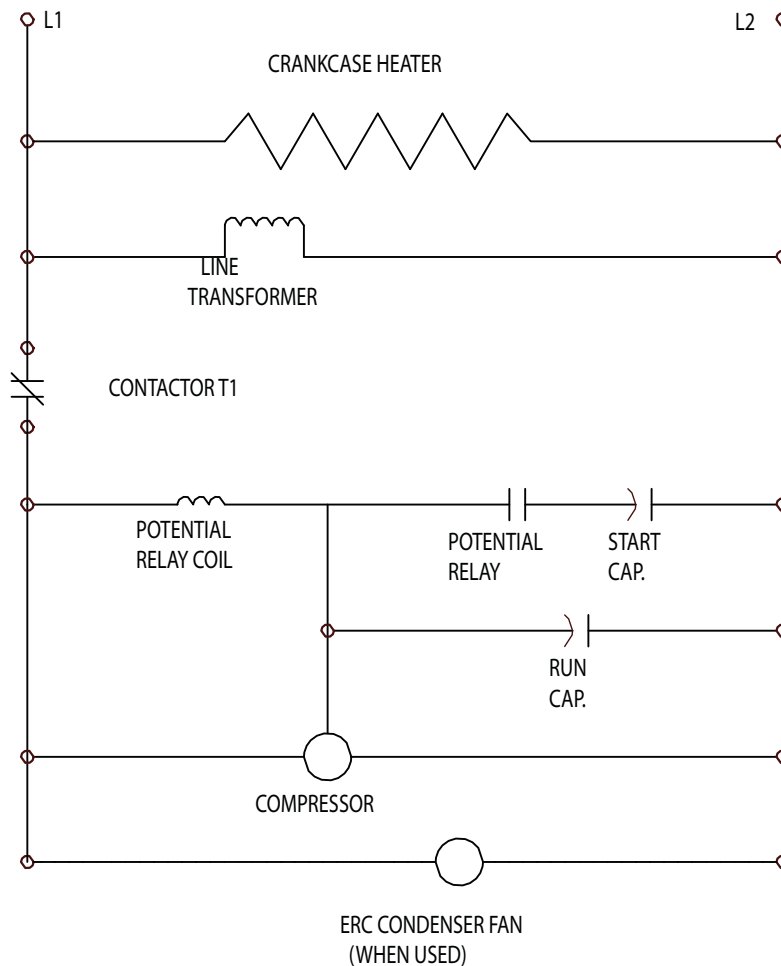 L1
L2
CRANKCASE HEATER
LINE
TRANSFORMER
CONTACTOR T1
POTENTIAL
RELAY COIL
POTENTIAL
RELAY
START
CAP.
RUN
CAP.
COMPRESSOR
ERC CONDENSER FAN
(WHEN USED)